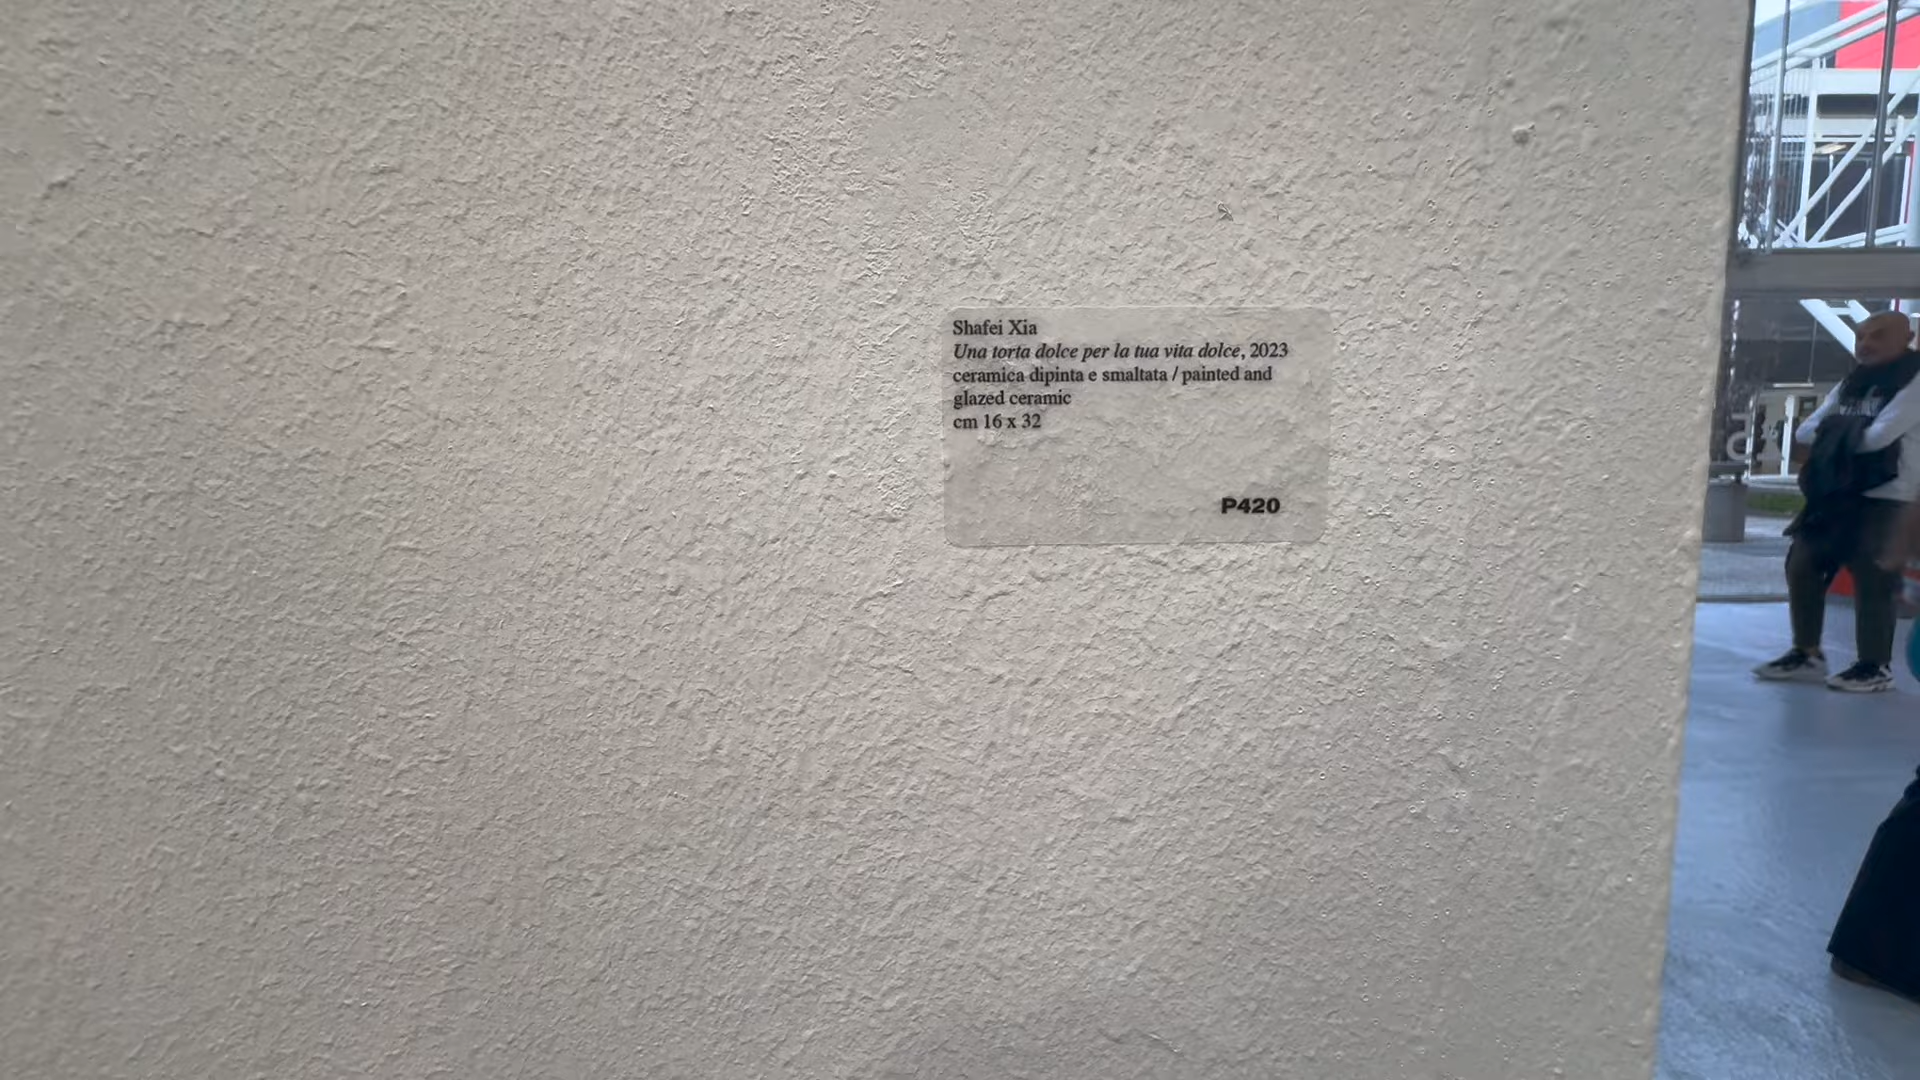 Shafei Xia
Una torta dolce per la tua vita dolce, 2023
ceramica dipinta e smaltata / painted and
glazed ceramic
cm 16 x 32
P420